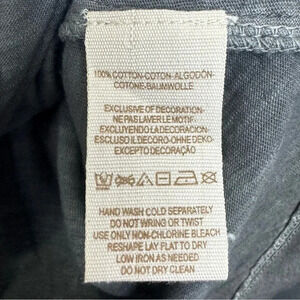 100% COTTON-COTON-ALGODÓN-
COTONE-BAUMWOLLE
EXCLUSIVE OF DECORATION-
NE PAS LAVER LE MOTIF-
EXCLUYENDO LA DECORACION-
ESCLUSO IL DECORO-OHNE DEKO-
EXCEPTO DECORAÇÃO
HAND WASH COLD SEPARATELY
DO NOT WRING OR TWIST
USE ONLY NON-CHLORINE BLEACH
RESHAPE LAY FLAT TO DRY
LOW IRON AS NEEDED
DO NOT DRY CLEAN